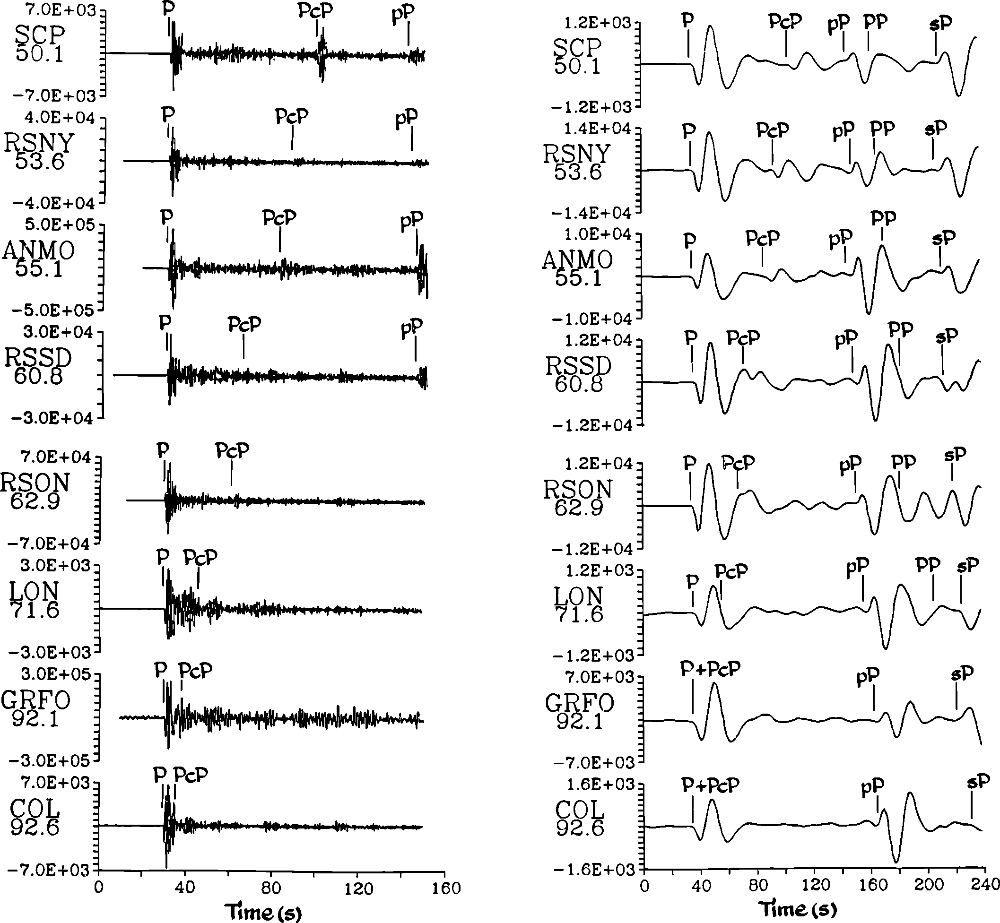 7.0E+03 P PcP pP
SCP
50.1
−7.0E+03
4.0E+04 P PcP pP
RSNY
53.6
−4.0E+04
5.0E+05 P PcP pP
ANMO
55.1
−5.0E+05
3.0E+04 P PcP pP
RSSD
60.8
−3.0E+04
7.0E+04 P PcP
RSON
62.9
−7.0E+04
3.0E+03 P PcP
LON
71.6
−3.0E+03
3.0E+05 P PcP
GRFO
92.1
−3.0E+05
7.0E+03 P PcP
COL
92.6
−7.0E+03
0 40 80 120 160
Time (s)
1.2E+03 P PcP pP PP sP
SCP
50.1
−1.2E+03
1.4E+04 P PcP pP PP sP
RSNY
53.6
−1.4E+04
1.0E+04 P PcP pP PP sP
ANMO
55.1
−1.0E+04
1.2E+04 P PcP pP PP sP
RSSD
60.8
−1.2E+04
1.2E+04 P PcP pP PP sP
RSON
62.9
−1.2E+04
1.2E+03 P PcP pP PP sP
LON
71.6
−1.2E+03
7.0E+03 P+PcP pP sP
GRFO
92.1
−7.0E+03
1.6E+03 P+PcP pP sP
COL
92.6
−1.6E+03
0 40 80 120 160 200 240
Time (s)